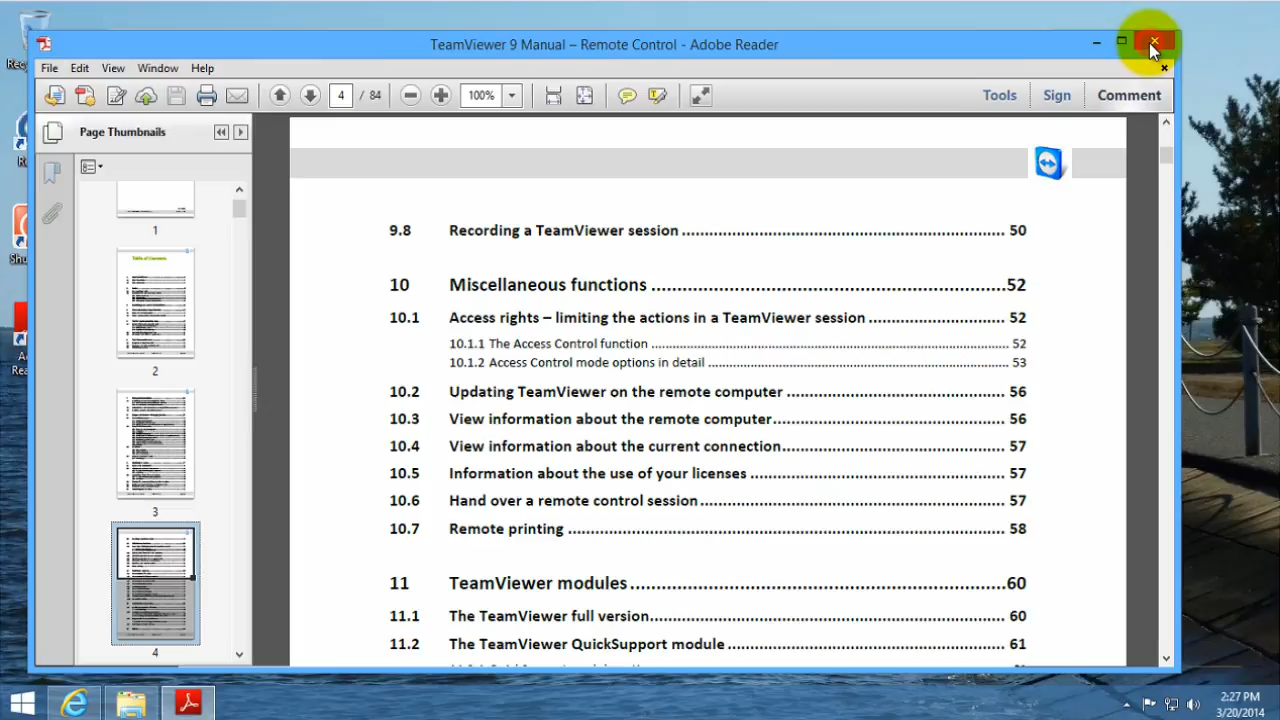 TeamViewer 9 Manual – Remote Control - Adobe Reader
File Edit View Window Help
4 / 84 100% Tools Sign Comment
Page Thumbnails
1
Table of Contents
2
3
4
9.8 Recording a TeamViewer session 50
10 Miscellaneous functions 52
10.1 Access rights – limiting the actions in a TeamViewer session 52
10.1.1 The Access Control function 52
10.1.2 Access Control mode options in detail 53
10.2 Updating TeamViewer on the remote computer 56
10.3 View information about the remote computer 56
10.4 View information about the current connection 57
10.5 Information about the use of your licenses 57
10.6 Hand over a remote control session 57
10.7 Remote printing 58
11 TeamViewer modules 60
11.1 The TeamViewer full version 60
11.2 The TeamViewer QuickSupport module 61
2:27 PM
3/20/2014